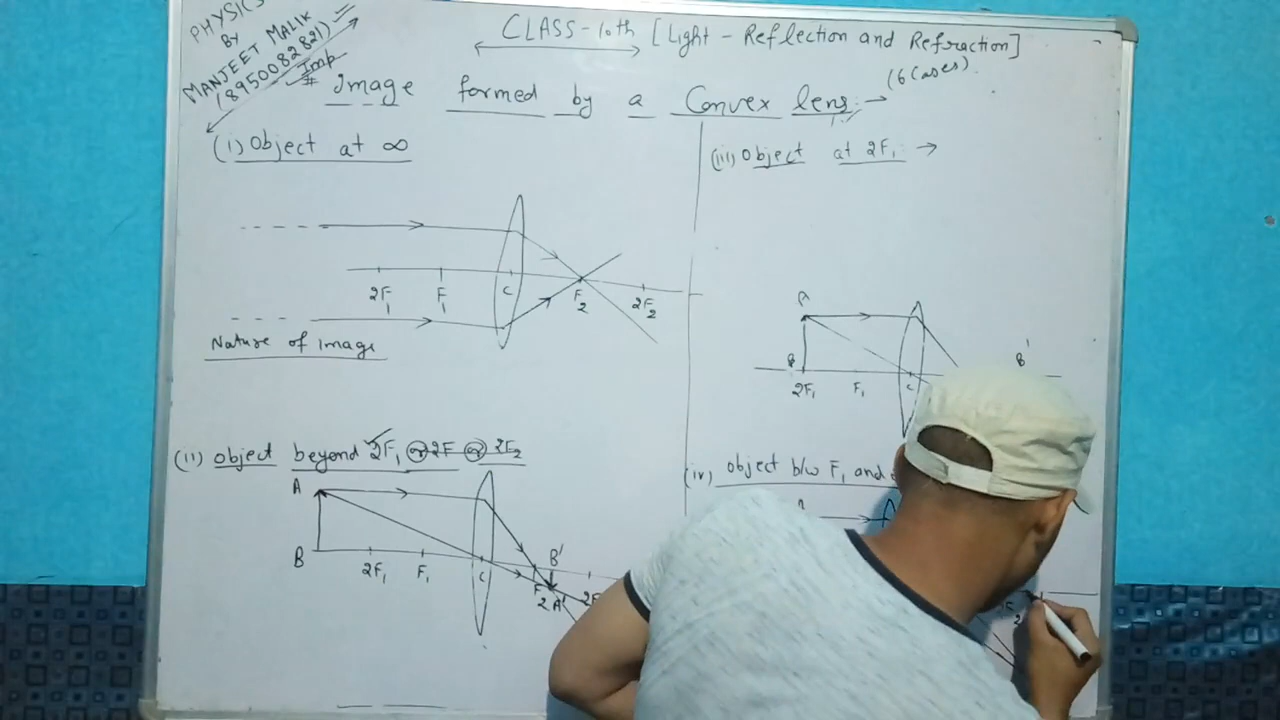 PHYSICS
BY
MANJEET MALIK
(8950082821)
Imp
CLASS-10th [Light - Reflection and Refraction]
# Image formed by a Convex lens → (6 Cases)
(i) Object at ∞
2F1 F1 C F2 2F2
Nature of Image
(ii) Object beyond 2F1 or 2F or 2F2
A
B 2F1 F1 C F2 B' A'
(iii) Object at 2F1 →
A
B B'
2F1 F1 C
(iv) Object b/w F1 and